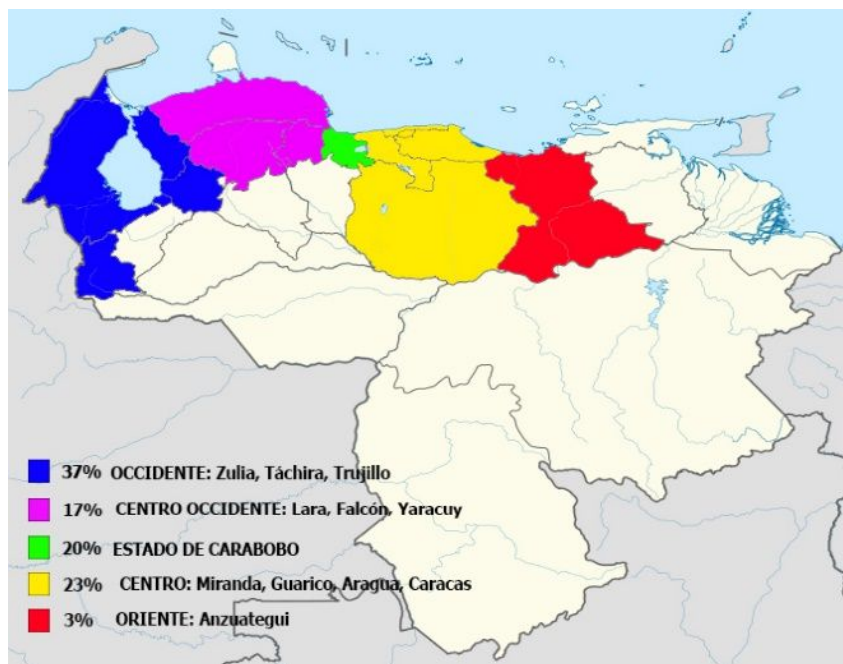 37% OCCIDENTE: Zulia, Táchira, Trujillo
17% CENTRO OCCIDENTE: Lara, Falcón, Yaracuy
20% ESTADO DE CARABOBO
23% CENTRO: Miranda, Guarico, Aragua, Caracas
3% ORIENTE: Anzuategui